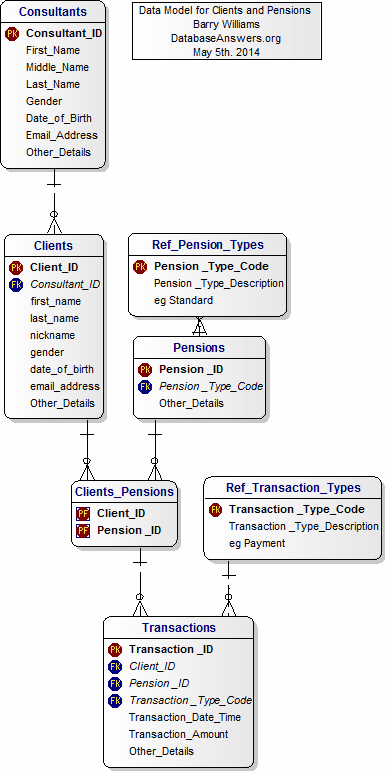 Consultants
PK Consultant_ID
First_Name
Middle_Name
Last_Name
Gender
Date_of_Birth
Email_Address
Other_Details
Data Model for Clients and Pensions
Barry Williams
DatabaseAnswers.org
May 5th. 2014
Clients
PK Client_ID
FK Consultant_ID
first_name
last_name
nickname
gender
date_of_birth
email_address
Other_Details
Ref_Pension_Types
PK Pension _Type_Code
Pension _Type_Description
eg Standard
Pensions
PK Pension _ID
FK Pension _Type_Code
Other_Details
Clients_Pensions
PF Client_ID
PF Pension _ID
Ref_Transaction_Types
FK Transaction _Type_Code
Transaction _Type_Description
eg Payment
Transactions
PK Transaction _ID
FK Client_ID
FK Pension _ID
FK Transaction _Type_Code
Transaction_Date_Time
Transaction_Amount
Other_Details